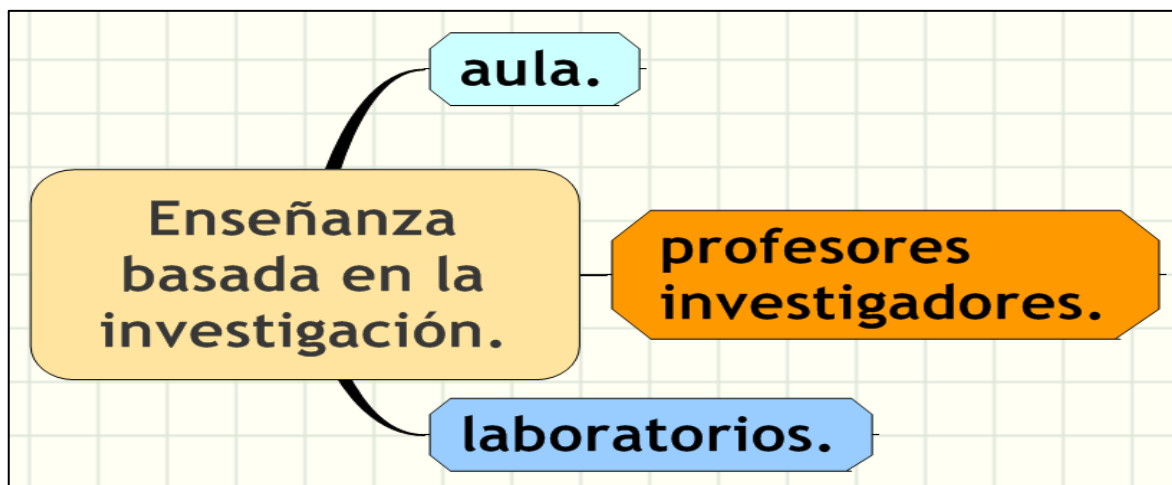 aula.
Enseñanza
basada en la
investigación.
profesores
investigadores.
laboratorios.